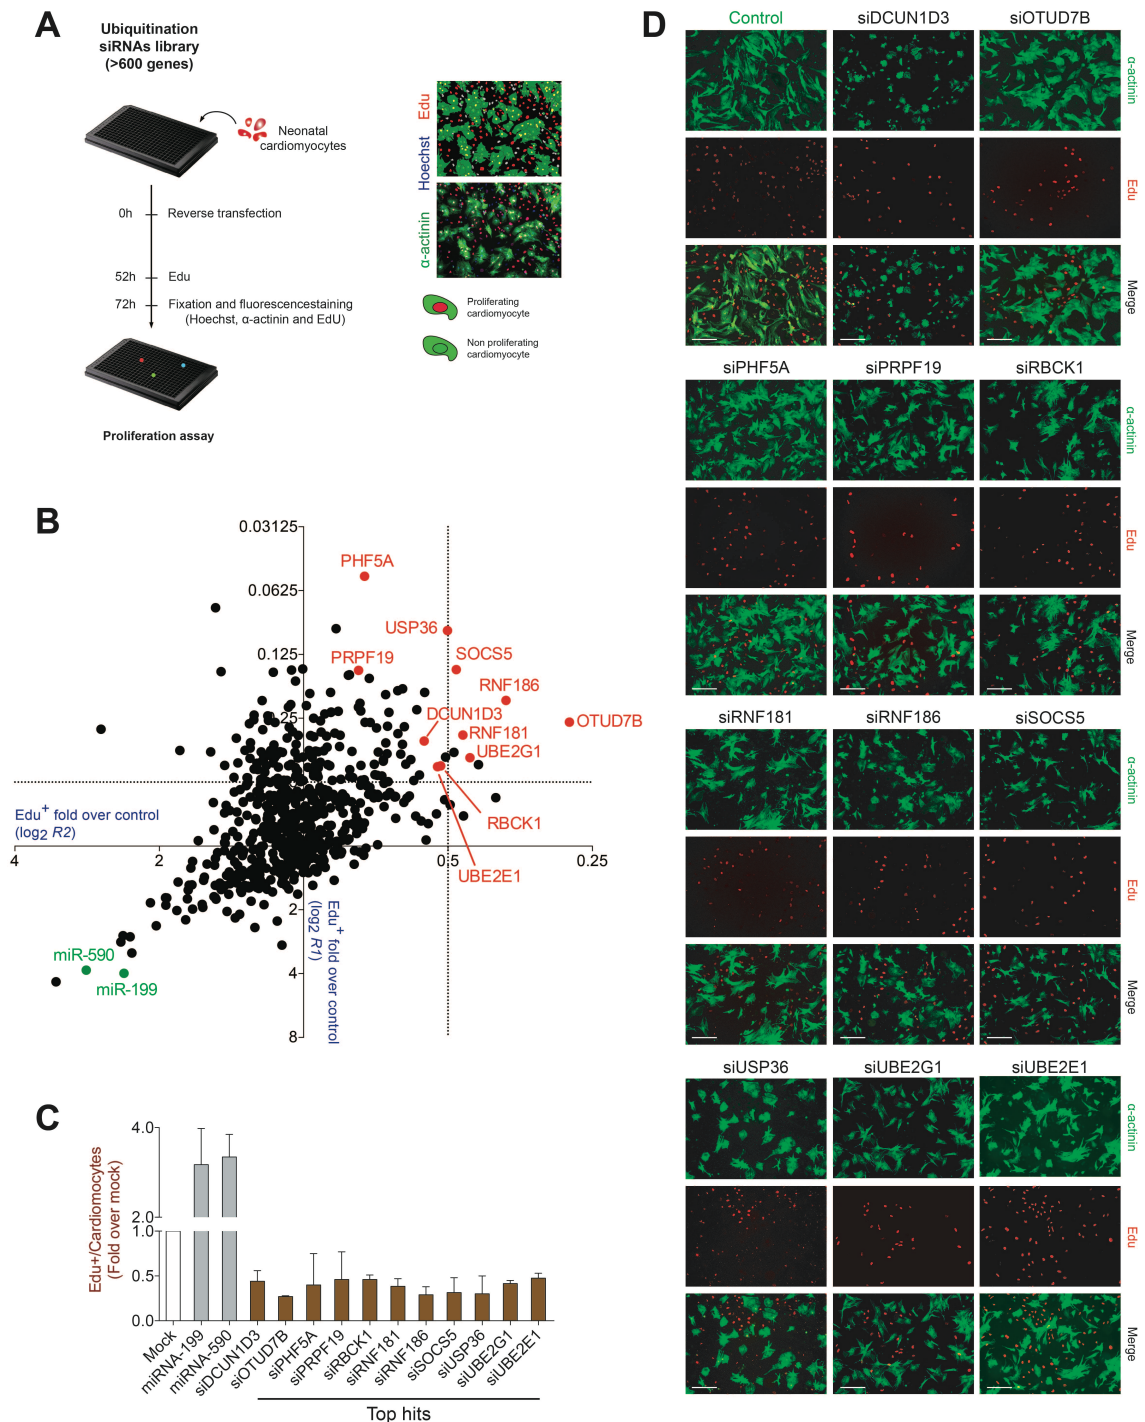 A
Ubiquitination
siRNAs library
(>600 genes)
Neonatal
cardiomyocytes
0h
Reverse transfection
52h
Edu
72h
Fixation and fluorescencestaining
(Hoechst, α-actinin and EdU)
Proliferation assay
Edu
Hoechst
α-actinin
Proliferating
cardiomyocyte
Non proliferating
cardiomyocyte
B
0.03125
0.0625
0.125
0.25
2
4
8
4
2
0.5
0.25
PHF5A
USP36
PRPF19
SOCS5
RNF186
DCUN1D3
OTUD7B
RNF181
UBE2G1
RBCK1
UBE2E1
Edu+ fold over control
(log2 R2)
Edu+ fold over control
(log2 R1)
miR-590
miR-199
C
Edu+/Cardiomocytes
(Fold over mock)
4.0
2.0
1.0
0.5
0.0
Mock
miRNA-199
miRNA-590
siDCUN1D3
siOTUD7B
siPHF5A
siPRPF19
siRBCK1
siRNF181
siRNF186
siSOCS5
siUSP36
siUBE2G1
siUBE2E1
Top hits
D
Control siDCUN1D3 siOTUD7B
α-actinin
Edu
Merge
siPHF5A siPRPF19 siRBCK1
α-actinin
Edu
Merge
siRNF181 siRNF186 siSOCS5
α-actinin
Edu
Merge
siUSP36 siUBE2G1 siUBE2E1
α-actinin
Edu
Merge